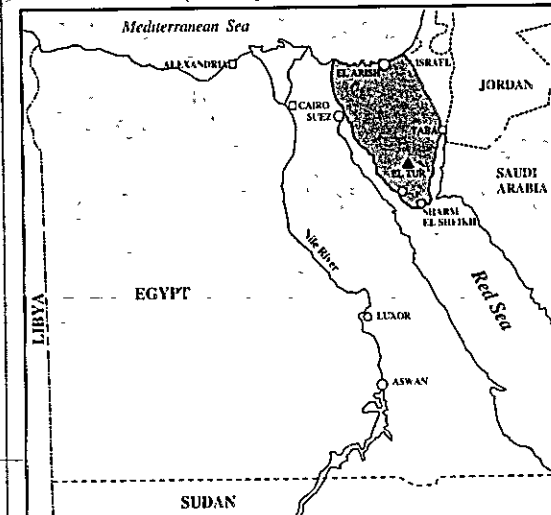 Mediterranean Sea
ALEXANDRIA
EL ARISH
ISRAEL
JORDAN
CAIRO
SUEZ
TABA
EL TUR
SAUDI
ARABIA
SHARM
EL SHEIKH
Nile River
Red Sea
EGYPT
LUXOR
LIBYA
ASWAN
SUDAN